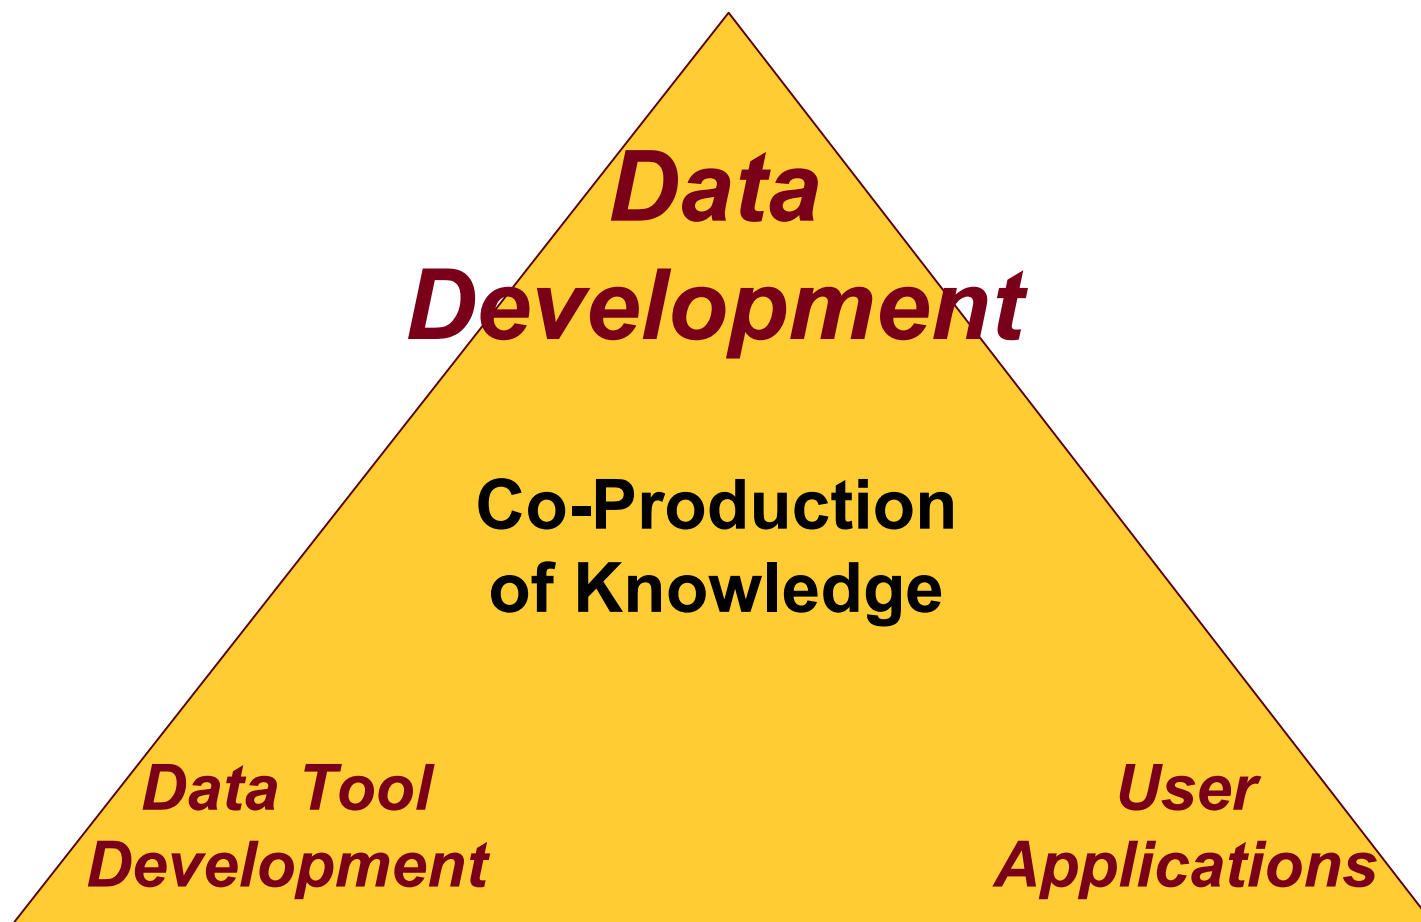 Data
Development
Co-Production
of Knowledge
Data Tool
Development
User
Applications